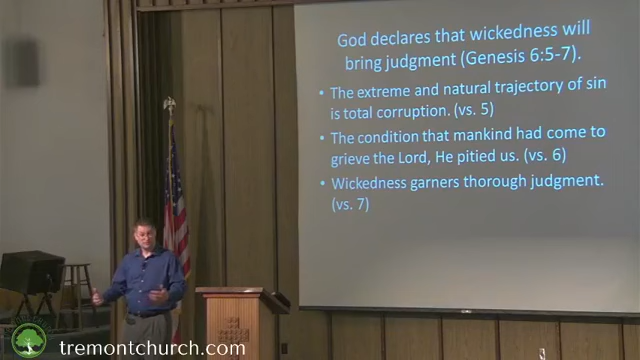 God declares that wickedness will
bring judgment (Genesis 6:5-7).
• The extreme and natural trajectory of sin
is total corruption. (vs. 5)
• The condition that mankind had come to
grieve the Lord, He pitied us. (vs. 6)
• Wickedness garners thorough judgment.
(vs. 7)
tremontchurch.com